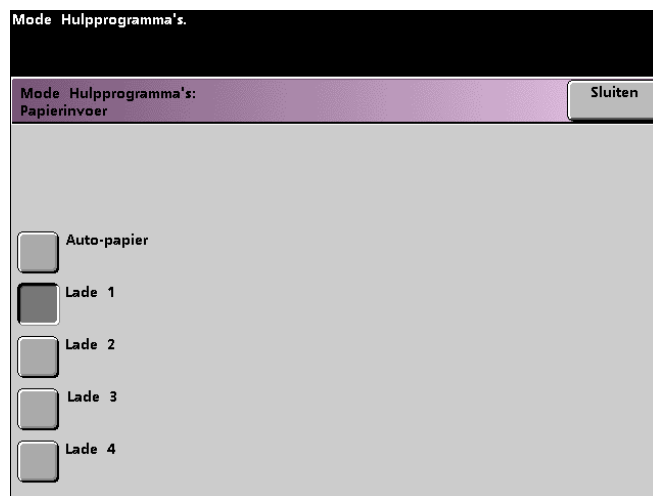 Mode Hulpprogramma's.
Mode Hulpprogramma's:
Papierinvoer
Sluiten
Auto-papier
Lade 1
Lade 2
Lade 3
Lade 4